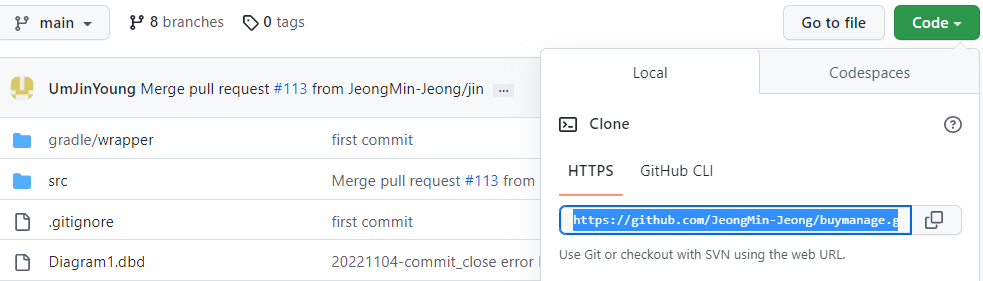 main 8 branches 0 tags Go to file Code
Local Codespaces
UmJinYoung Merge pull request #113 from JeongMin-Jeong/jin ...
Clone
gradle/wrapper first commit
HTTPS GitHub CLI
src Merge pull request #113 from
https://github.com/JeongMin-Jeong/buymanage.g
.gitignore first commit
Use Git or checkout with SVN using the web URL.
Diagram1.dbd 20221104-commit_close error